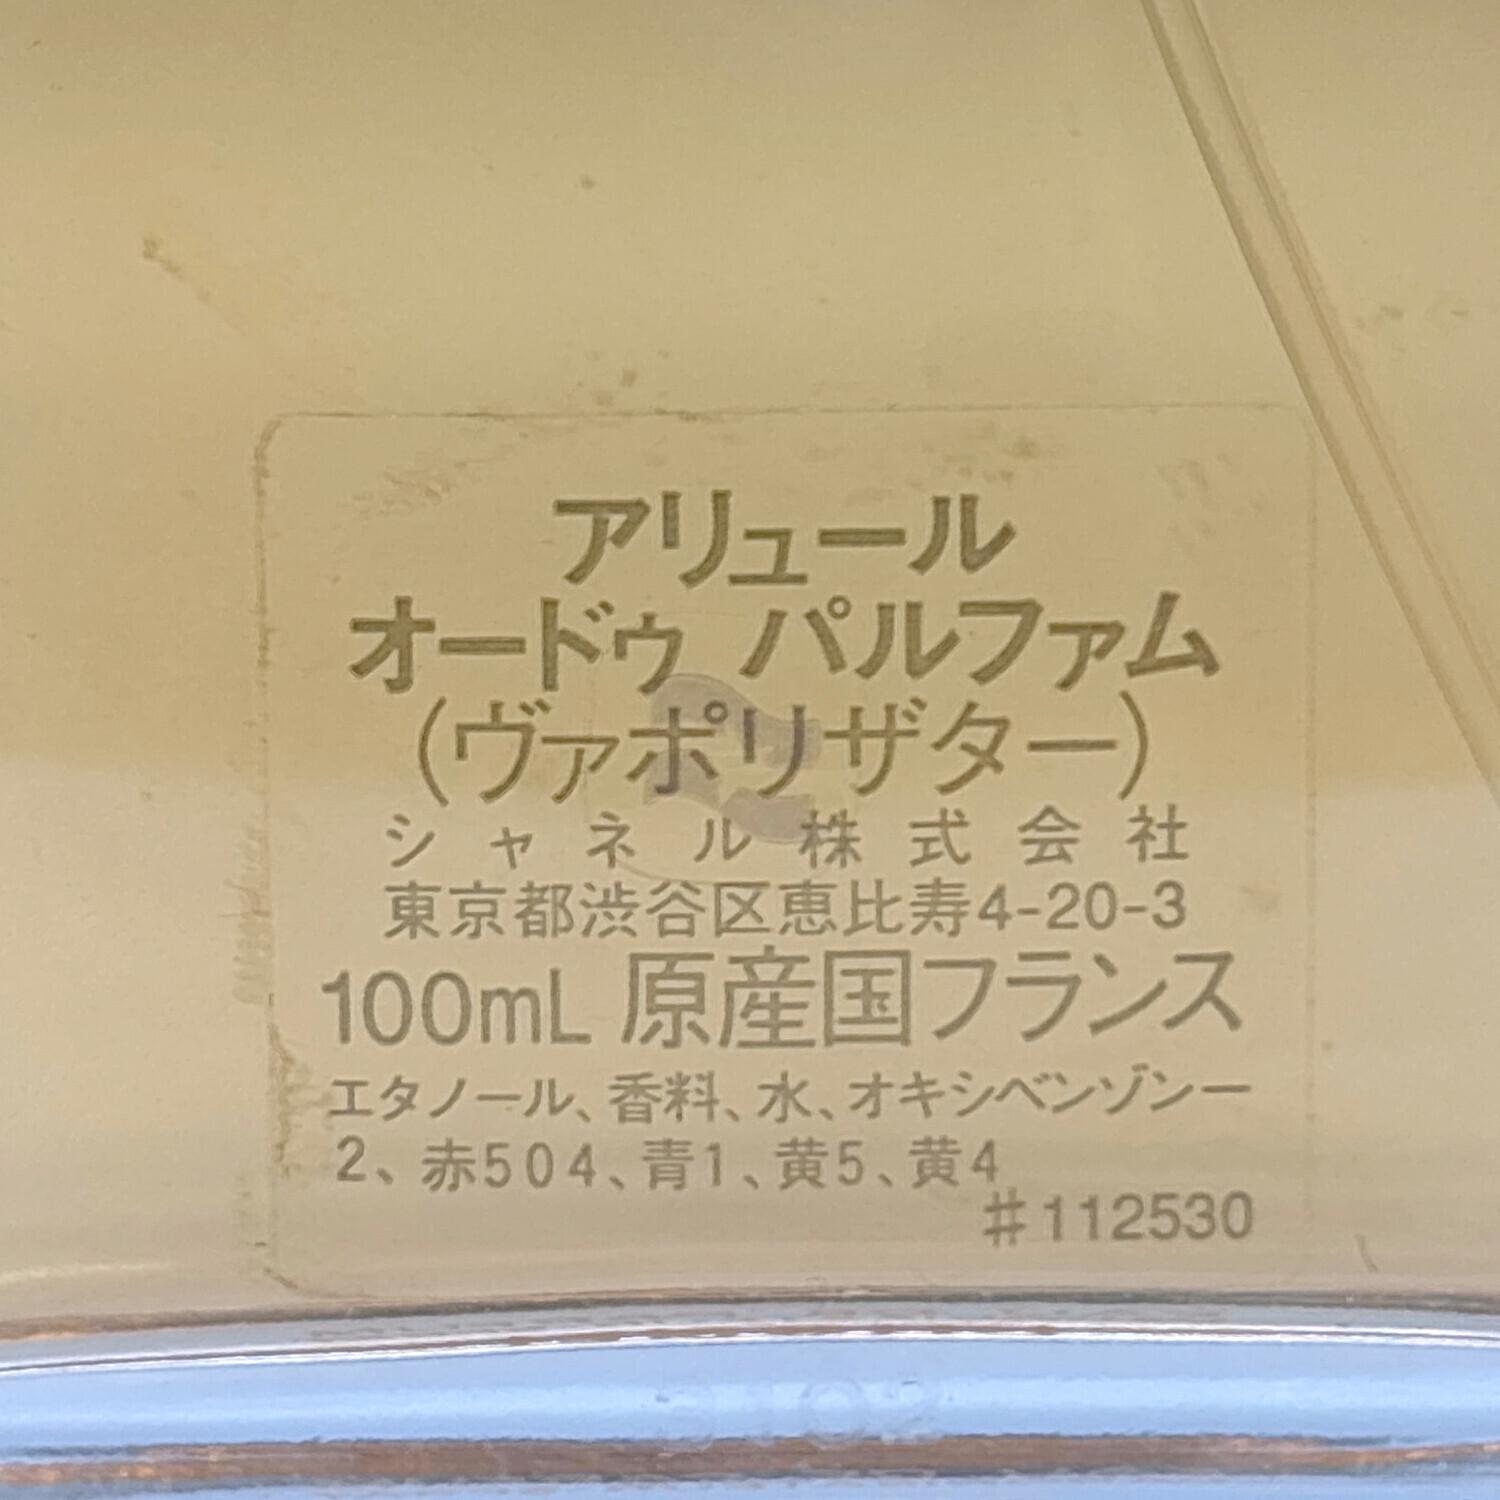 アリュール
オードゥ パルファム
(ヴァポリザター)
シャネル株式会社
東京都渋谷区恵比寿4-20-3
100mL 原産国フランス
エタノール、香料、水、オキシベンゾンー
2、赤504、青1、黄5、黄4
#112530